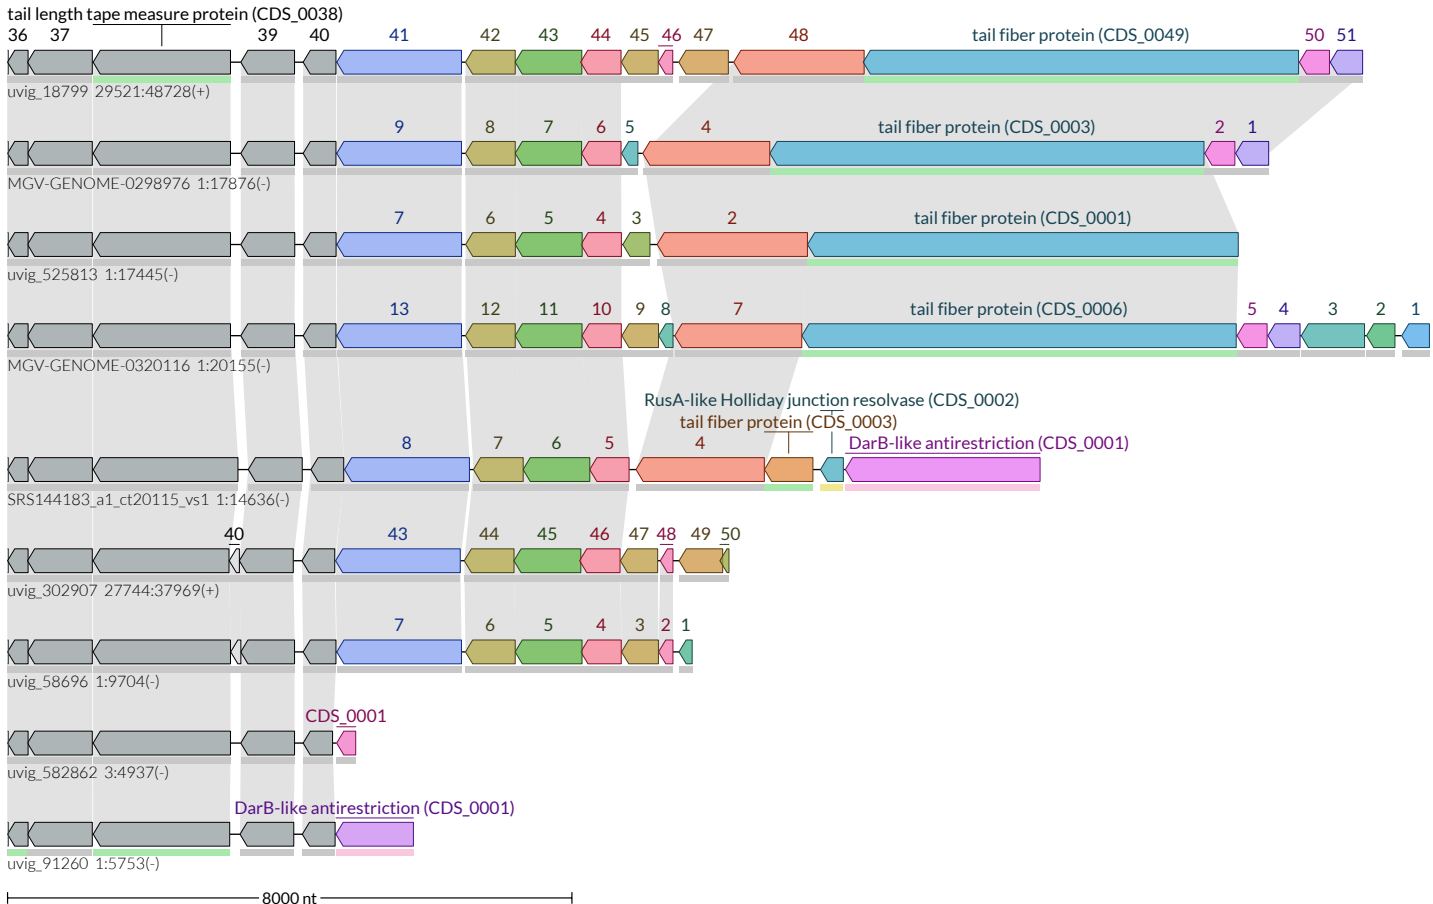 tail length tape measure protein (CDS_0038)
36 37 39 40 41 42 43 44 45 46 47 48 tail fiber protein (CDS_0049) 50 51
uvig_18799 29521:48728(+)
9 8 7 6 5 4 tail fiber protein (CDS_0003) 2 1
MGV-GENOME-0298976 1:17876(-)
7 6 5 4 3 2 tail fiber protein (CDS_0001)
uvig_525813 1:17445(-)
13 12 11 10 9 8 7 tail fiber protein (CDS_0006) 5 4 3 2 1
MGV-GENOME-0320116 1:20155(-)
RusA-like Holliday junction resolvase (CDS_0002)
tail fiber protein (CDS_0003)
8 7 6 5 4 DarB-like antirestriction (CDS_0001)
SRS144183_a1_ct20115_vs1 1:14636(-)
40 43 44 45 46 47 48 49 50
uvig_302907 27744:37969(+)
7 6 5 4 3 2 1
uvig_58696 1:9704(-)
CDS_0001
uvig_582862 3:4937(-)
DarB-like antirestriction (CDS_0001)
uvig_91260 1:5753(-)
8000 nt